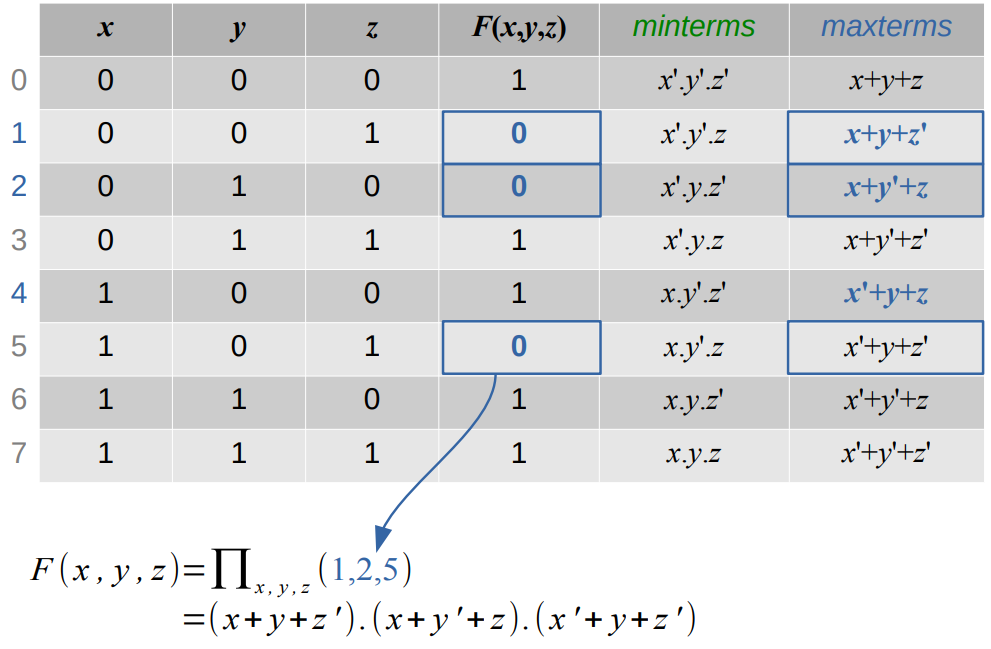 x y z F(x,y,z) minterms maxterms
0 0 0 0 1 x'.y'.z' x+y+z
1 0 0 1 0 x'.y'.z x+y+z'
2 0 1 0 0 x'.y.z' x+y'+z
3 0 1 1 1 x'.y.z x+y'+z'
4 1 0 0 1 x.y'.z' x'+y+z
5 1 0 1 0 x.y'.z x'+y+z'
6 1 1 0 1 x.y.z' x'+y'+z
7 1 1 1 1 x.y.z x'+y'+z'
F(x,y,z)=∏x,y,z(1,2,5)
=(x+y+z').(x+y'+z).(x'+y+z')